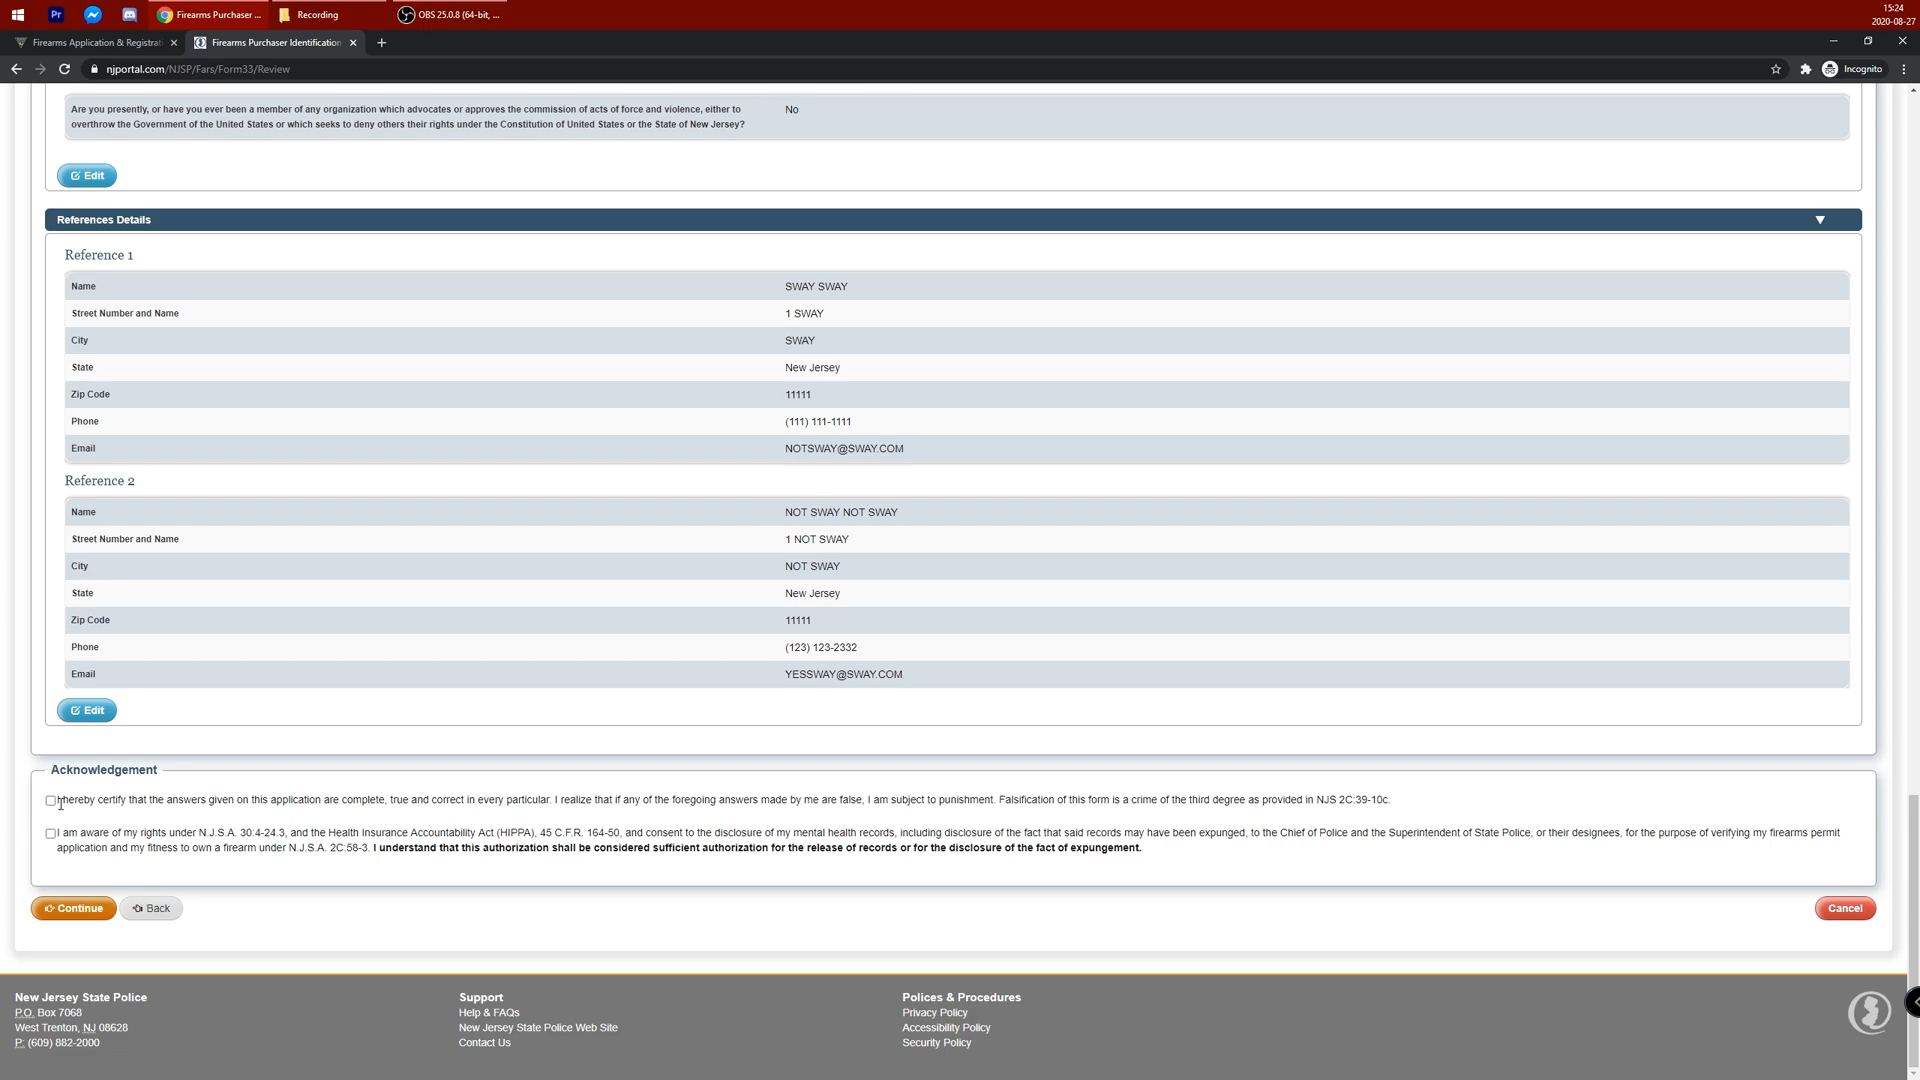 Pr
Firearms Purchaser ...
Recording
OBS 25.0.8 (64-bit, ...
15:24
2020-08-27
Firearms Application & Registrat
Firearms Purchaser Identification
njportal.com/NJSP/Fars/Form33/Review
Incognito
Are you presently, or have you ever been a member of any organization which advocates or approves the commission of acts of force and violence, either to
overthrow the Government of the United States or which seeks to deny others their rights under the Constitution of United States or the State of New Jersey?
No
Edit
References Details
Reference 1
Name SWAY SWAY
Street Number and Name 1 SWAY
City SWAY
State New Jersey
Zip Code 11111
Phone (111) 111-1111
Email NOTSWAY@SWAY.COM
Reference 2
Name NOT SWAY NOT SWAY
Street Number and Name 1 NOT SWAY
City NOT SWAY
State New Jersey
Zip Code 11111
Phone (123) 123-2332
Email YESSWAY@SWAY.COM
Edit
Acknowledgement
I hereby certify that the answers given on this application are complete, true and correct in every particular. I realize that if any of the foregoing answers made by me are false, I am subject to punishment. Falsification of this form is a crime of the third degree as provided in NJS 2C:39-10c.
I am aware of my rights under N.J.S.A. 30:4-24.3, and the Health Insurance Accountability Act (HIPPA), 45 C.F.R. 164-50, and consent to the disclosure of my mental health records, including disclosure of the fact that said records may have been expunged, to the Chief of Police and the Superintendent of State Police, or their designees, for the purpose of verifying my firearms permit
application and my fitness to own a firearm under N.J.S.A. 2C:58-3. I understand that this authorization shall be considered sufficient authorization for the release of records or for the disclosure of the fact of expungement.
Continue
Back
Cancel
New Jersey State Police
P.O. Box 7068
West Trenton, NJ 08628
P: (609) 882-2000
Support
Help & FAQs
New Jersey State Police Web Site
Contact Us
Polices & Procedures
Privacy Policy
Accessibility Policy
Security Policy